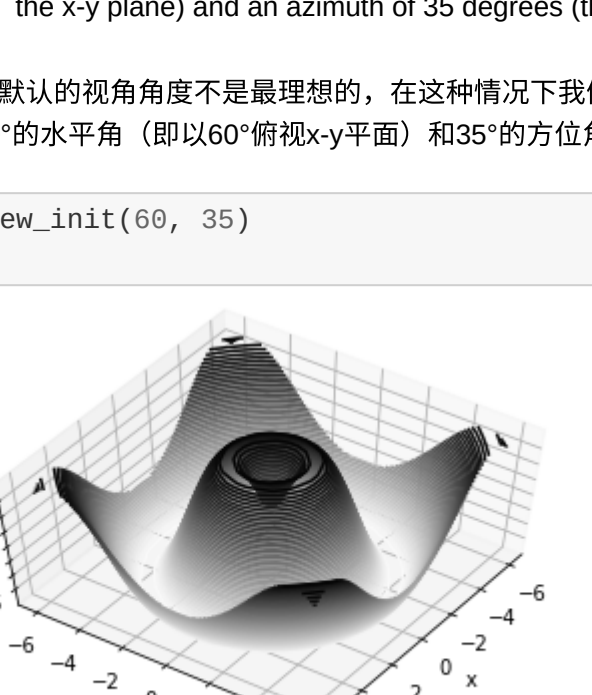 the x-y plane) and an azimuth of 35 degrees (t
默认的视角角度不是最理想的，在这种情况下我
°的水平角（即以60°俯视x-y平面）和35°的方位
ew_init(60, 35)
-6
-4
-2
0
x
2
-6
-4
-2